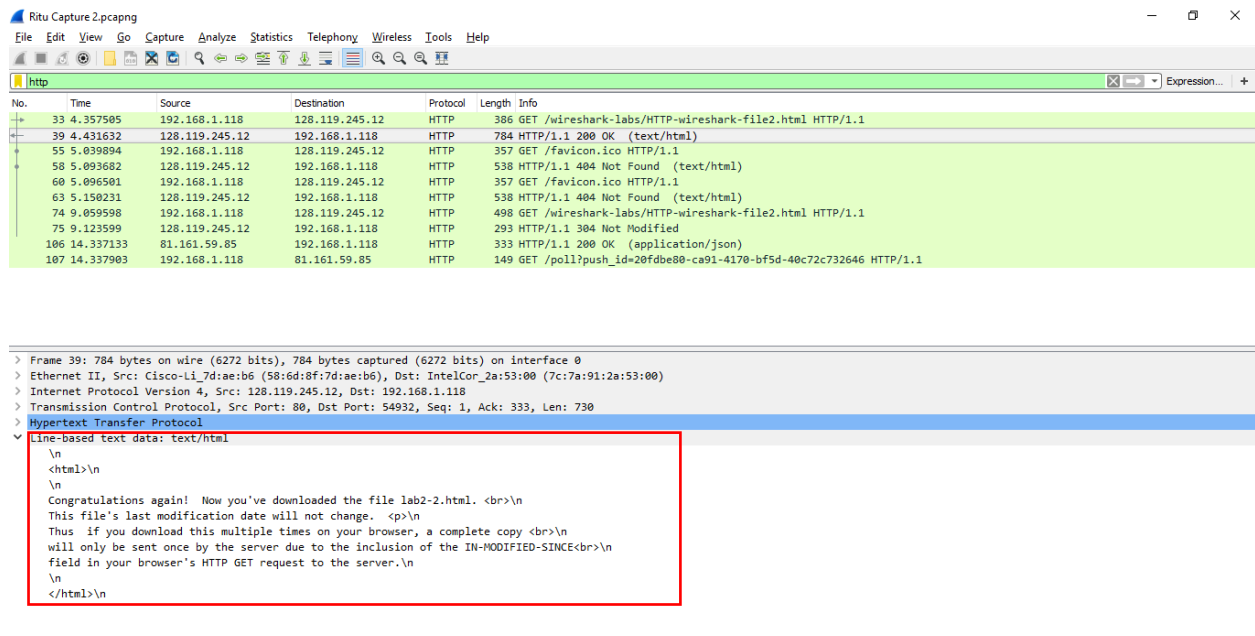 Ritu Capture 2.pcapng
File Edit View Go Capture Analyze Statistics Telephony Wireless Tools Help
http Expression... +
No. Time Source Destination Protocol Length Info
33 4.357505 192.168.1.118 128.119.245.12 HTTP 386 GET /wireshark-labs/HTTP-wireshark-file2.html HTTP/1.1
39 4.431632 128.119.245.12 192.168.1.118 HTTP 784 HTTP/1.1 200 OK (text/html)
55 5.039894 192.168.1.118 128.119.245.12 HTTP 357 GET /favicon.ico HTTP/1.1
58 5.093682 128.119.245.12 192.168.1.118 HTTP 538 HTTP/1.1 404 Not Found (text/html)
60 5.096501 192.168.1.118 128.119.245.12 HTTP 357 GET /favicon.ico HTTP/1.1
63 5.150231 128.119.245.12 192.168.1.118 HTTP 538 HTTP/1.1 404 Not Found (text/html)
74 9.059598 192.168.1.118 128.119.245.12 HTTP 498 GET /wireshark-labs/HTTP-wireshark-file2.html HTTP/1.1
75 9.123599 128.119.245.12 192.168.1.118 HTTP 293 HTTP/1.1 304 Not Modified
106 14.337133 81.161.59.85 192.168.1.118 HTTP 333 HTTP/1.1 200 OK (application/json)
107 14.337903 192.168.1.118 81.161.59.85 HTTP 149 GET /poll?push_id=20fdbe80-ca91-4170-bf5d-40c72c732646 HTTP/1.1
Frame 39: 784 bytes on wire (6272 bits), 784 bytes captured (6272 bits) on interface 0
Ethernet II, Src: Cisco-Li_7d:ae:b6 (58:6d:8f:7d:ae:b6), Dst: IntelCor_2a:53:00 (7c:7a:91:2a:53:00)
Internet Protocol Version 4, Src: 128.119.245.12, Dst: 192.168.1.118
Transmission Control Protocol, Src Port: 80, Dst Port: 54932, Seq: 1, Ack: 333, Len: 730
Hypertext Transfer Protocol
Line-based text data: text/html
\n
<html>\n
\n
Congratulations again!  Now you've downloaded the file lab2-2.html. <br>\n
This file's last modification date will not change.  <p>\n
Thus  if you download this multiple times on your browser, a complete copy <br>\n
will only be sent once by the server due to the inclusion of the IN-MODIFIED-SINCE<br>\n
field in your browser's HTTP GET request to the server.\n
\n
</html>\n